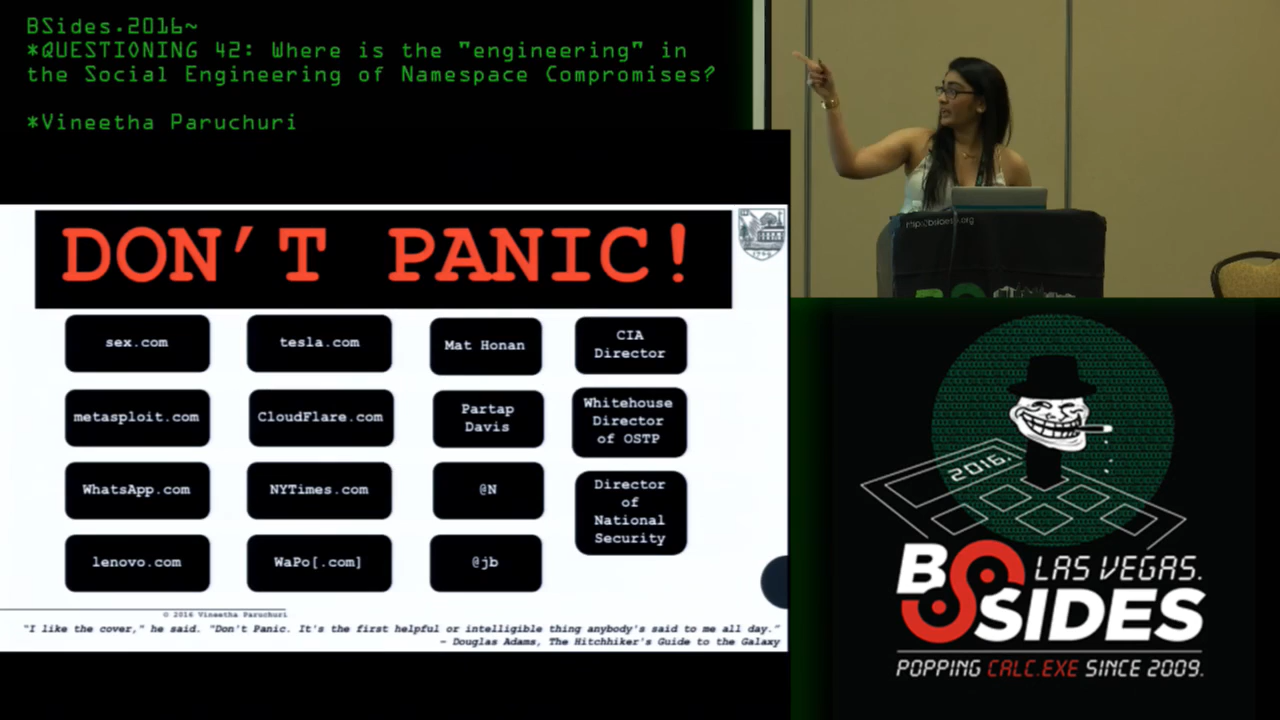 BSides.2016~
*QUESTIONING 42: Where is the "engineering" in
the Social Engineering of Namespace Compromises?
*Vineetha Paruchuri
DON'T PANIC!
sex.com
tesla.com
Mat Honan
CIA
Director
metasploit.com
CloudFlare.com
Partap
Davis
Whitehouse
Director
of OSTP
WhatsApp.com
NYTimes.com
@N
Director
of
National
Security
lenovo.com
WaPo[.com]
@jb
© 2016 Vineetha Paruchuri
"I like the cover," he said. "Don't Panic. It's the first helpful or intelligible thing anybody's said to me all day."
– Douglas Adams, The Hitchhiker's Guide to the Galaxy
2016.
BSIDES
LAS VEGAS.
POPPING CALC.EXE SINCE 2009.